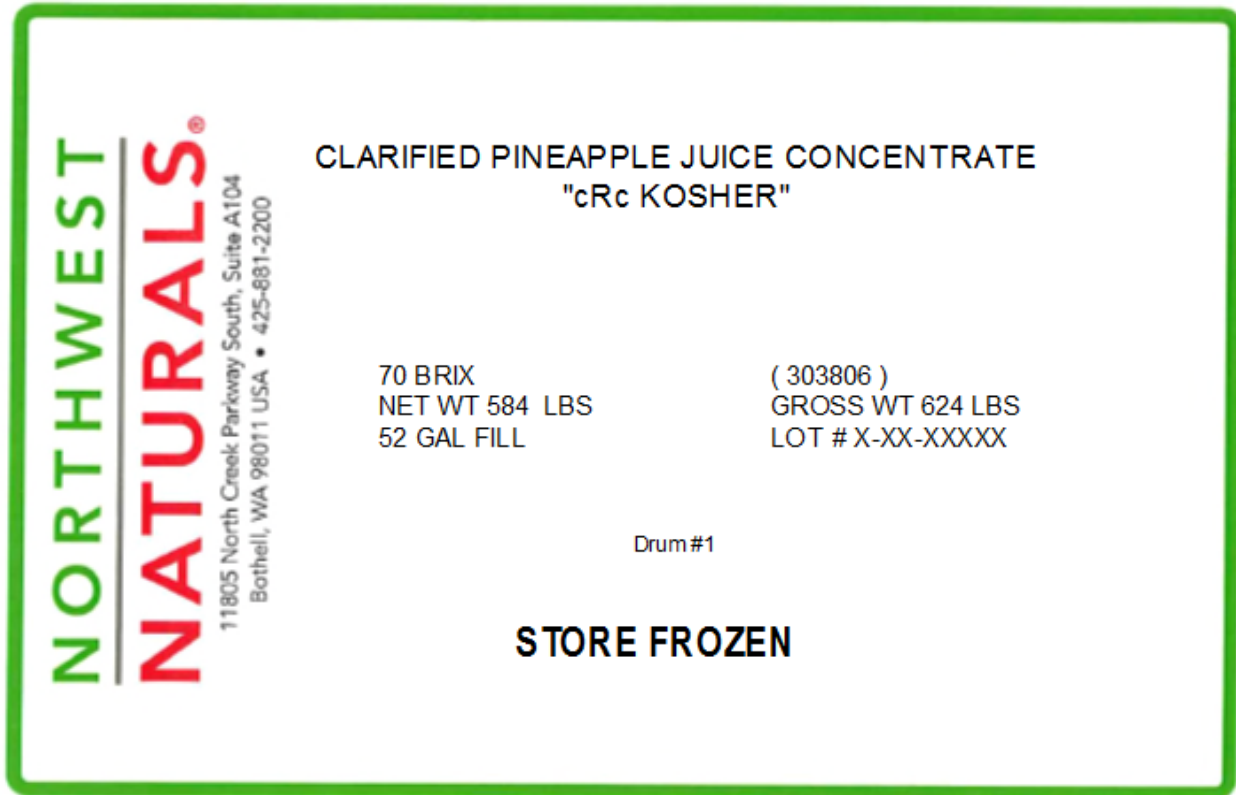 NORTHWEST
NATURALS®
11805 North Creek Parkway South, Suite A104
Bothell, WA 98011 USA • 425-881-2200
CLARIFIED PINEAPPLE JUICE CONCENTRATE
"cRc KOSHER"
70 BRIX ( 303806 )
NET WT 584 LBS GROSS WT 624 LBS
52 GAL FILL LOT # X-XX-XXXXX
Drum #1
STORE FROZEN